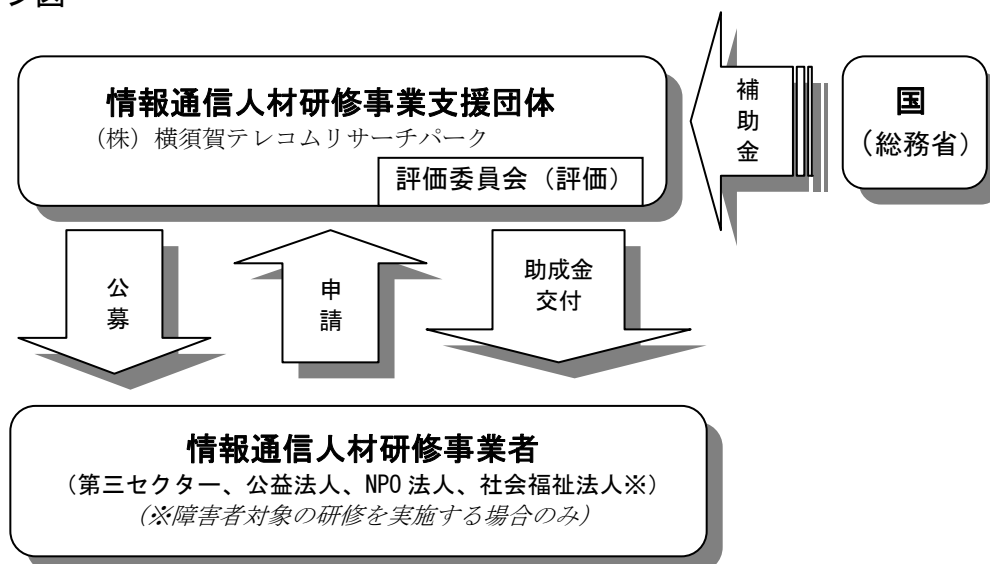 情報通信人材研修事業支援団体
（株）横須賀テレコムリサーチパーク
評価委員会（評価）
補助金
国
（総務省）
公募
申請
助成金
交付
情報通信人材研修事業者
（第三セクター、公益法人、NPO法人、社会福祉法人※）
（※障害者対象の研修を実施する場合のみ）